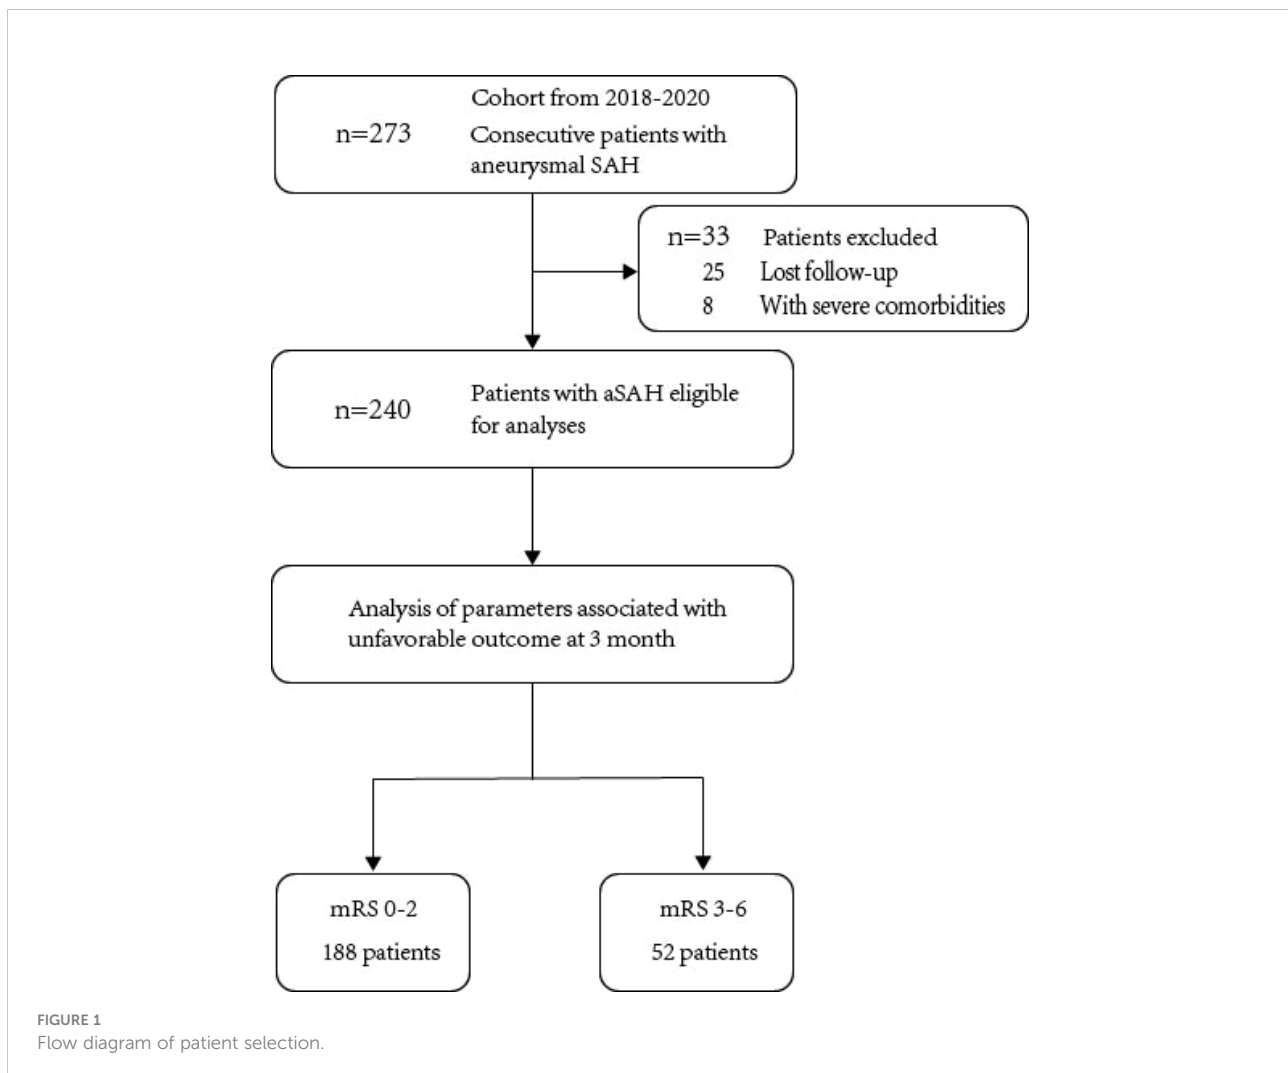 Cohort from 2018-2020
n=273
Consecutive patients with
aneurysmal SAH
n=33 Patients excluded
25 Lost follow-up
8 With severe comorbidities
n=240
Patients with aSAH eligible
for analyses
Analysis of parameters associated with
unfavorable outcome at 3 month
mRS 0-2
188 patients
mRS 3-6
52 patients
FIGURE 1
Flow diagram of patient selection.